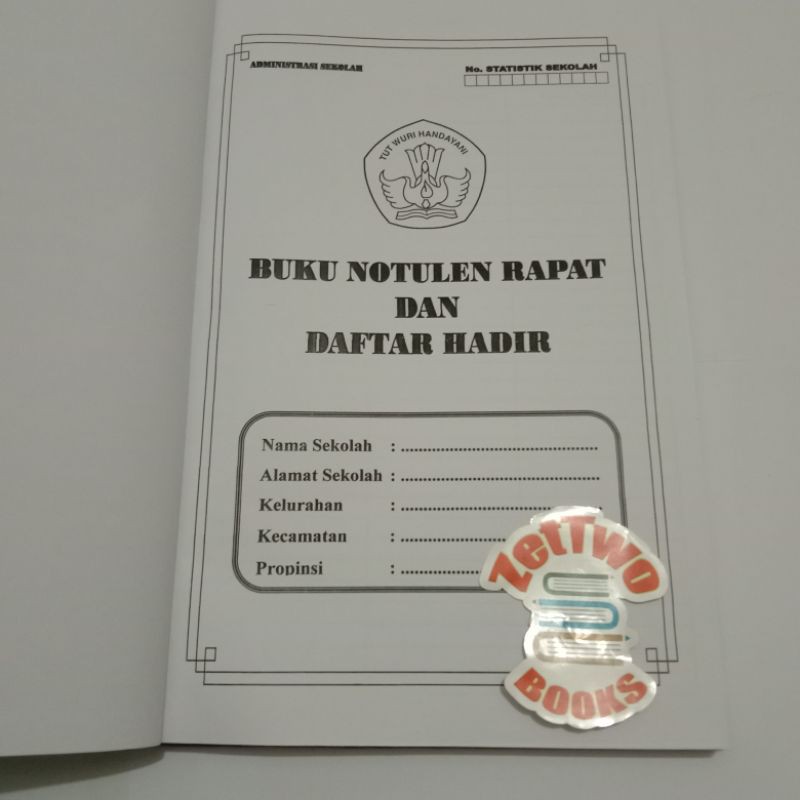 ADMINISTRASI SEKOLAH
No. STATISTIK SEKOLAH
TUT WURI HANDAYANI
BUKU NOTULEN RAPAT
DAN
DAFTAR HADIR
Nama Sekolah : ............................................
Alamat Sekolah : ............................................
Kelurahan : ............................................
Kecamatan : ......................
Propinsi : ..................
ZetTwo
BOOKS